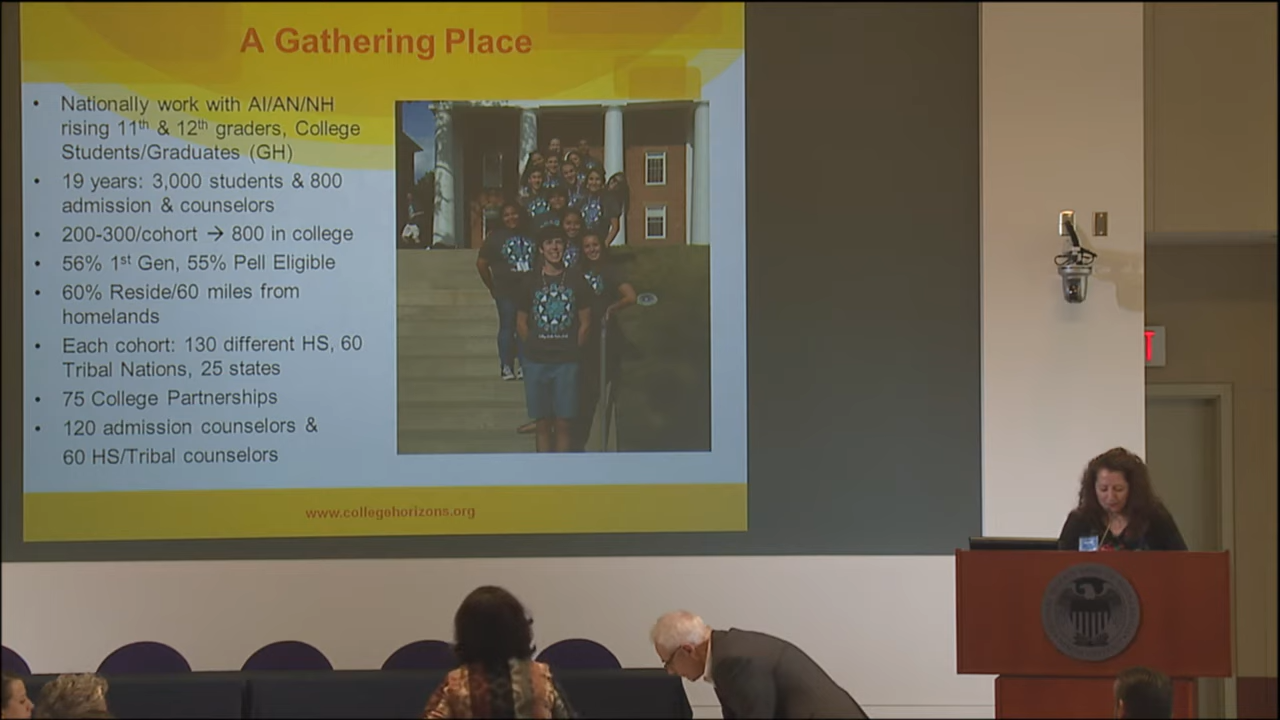 A Gathering Place
• Nationally work with AI/AN/NH
rising 11th & 12th graders, College
Students/Graduates (GH)
• 19 years: 3,000 students & 800
admission & counselors
• 200-300/cohort → 800 in college
• 56% 1st Gen, 55% Pell Eligible
• 60% Reside/60 miles from
homelands
• Each cohort: 130 different HS, 60
Tribal Nations, 25 states
• 75 College Partnerships
• 120 admission counselors &
60 HS/Tribal counselors
www.collegehorizons.org
T